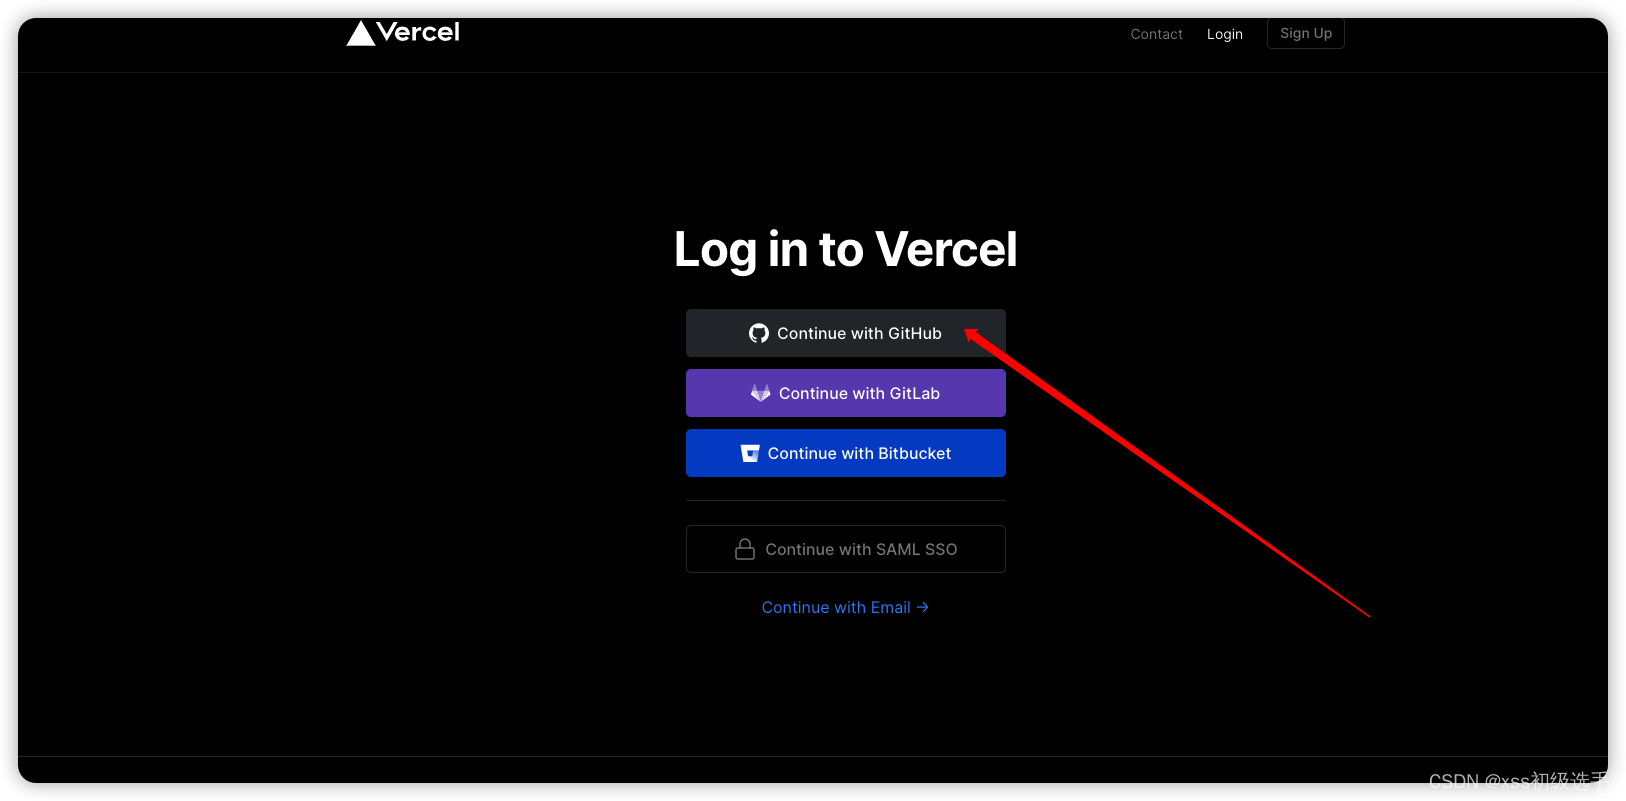 Vercel
Contact
Login
Sign Up
Log in to Vercel
Continue with GitHub
Continue with GitLab
Continue with Bitbucket
Continue with SAML SSO
Continue with Email →
CSDN @xss初级选手